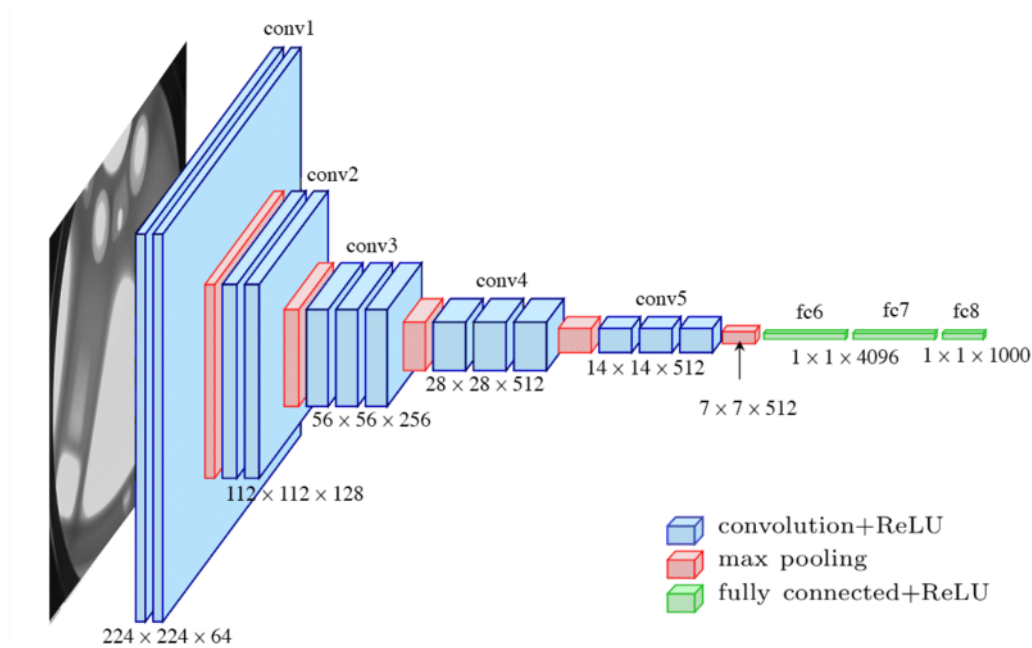 conv1
conv2
conv3
conv4
conv5
fc6
fc7
fc8
1 × 1 × 4096
1 × 1 × 1000
28 × 28 × 512
14 × 14 × 512
7 × 7 × 512
56 × 56 × 256
112 × 112 × 128
224 × 224 × 64
convolution+ReLU
max pooling
fully connected+ReLU